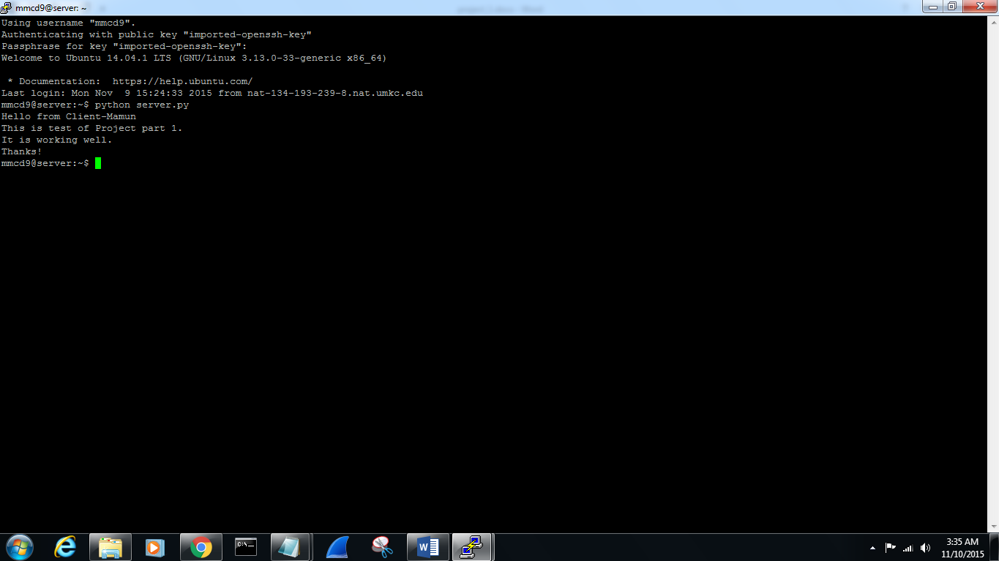 mmcd9@server: ~
Using username "mmcd9".
Authenticating with public key "imported-openssh-key"
Passphrase for key "imported-openssh-key":
Welcome to Ubuntu 14.04.1 LTS (GNU/Linux 3.13.0-33-generic x86_64)
* Documentation:  https://help.ubuntu.com/
Last login: Mon Nov  9 15:24:33 2015 from nat-134-193-239-8.nat.umkc.edu
mmcd9@server:~$ python server.py
Hello from Client-Mamun
This is test of Project part 1.
It is working well.
Thanks!
mmcd9@server:~$
C:\_
W
3:35 AM
11/10/2015